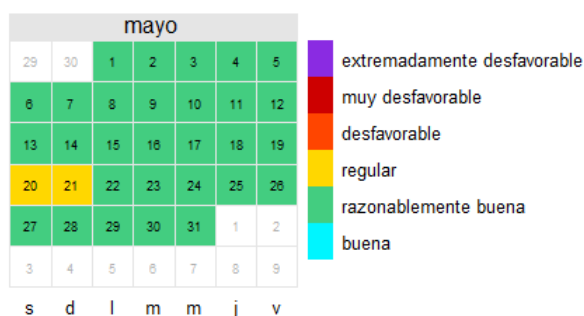 mayo
29 30 1 2 3 4 5
6 7 8 9 10 11 12
13 14 15 16 17 18 19
20 21 22 23 24 25 26
27 28 29 30 31 1 2
3 4 5 6 7 8 9
s d l m m j v
extremadamente desfavorable
muy desfavorable
desfavorable
regular
razonablemente buena
buena